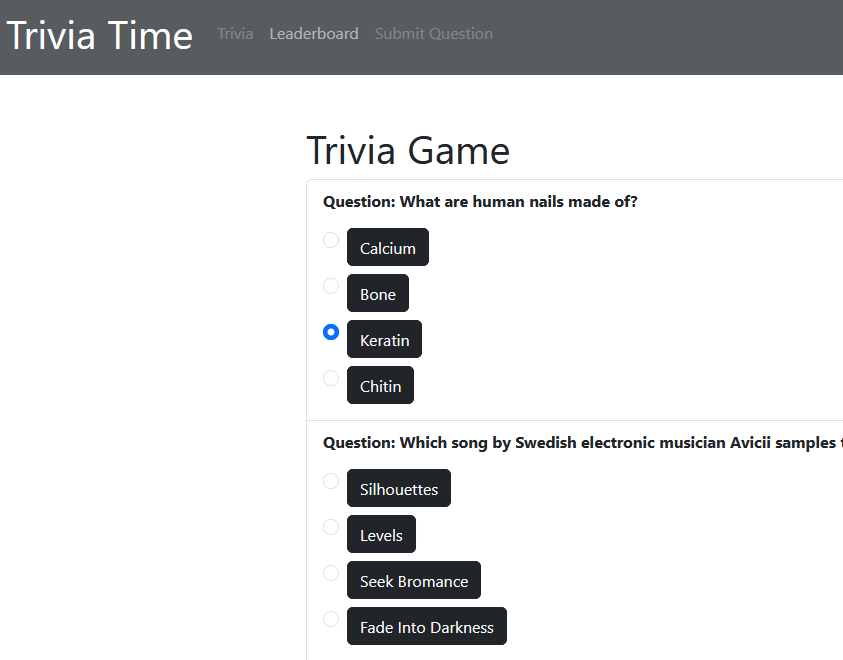 Trivia Time Trivia Leaderboard Submit Question
Trivia Game
Question: What are human nails made of?
Calcium
Bone
Keratin
Chitin
Question: Which song by Swedish electronic musician Avicii samples
Silhouettes
Levels
Seek Bromance
Fade Into Darkness